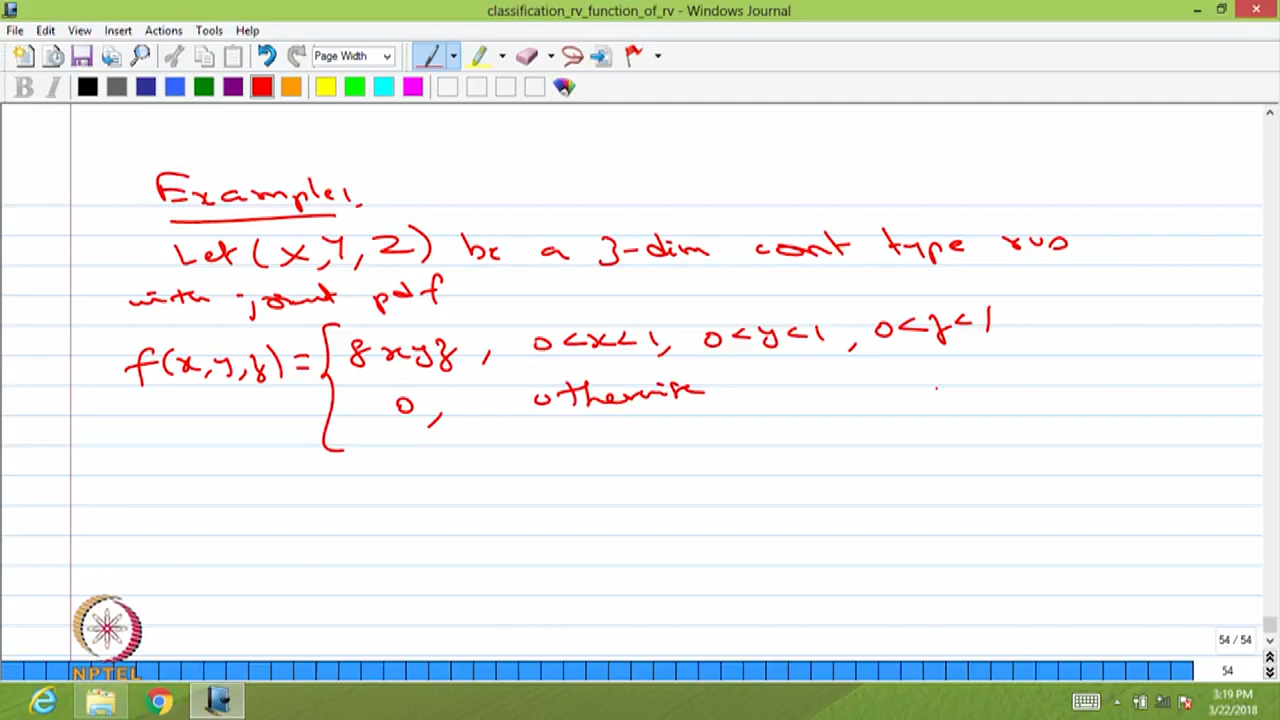 classification_rv_function_of_rv - Windows Journal
File Edit View Insert Actions Tools Help
Page Width
B I
Example:
Let (X, Y, Z) be a 3-dim cont type rvs
with joint pdf
f(x, y, z) = { 8xyz, 0<x<1, 0<y<1, 0<z<1
0, otherwise
54 / 54
NPTEL
54
3:19 PM
3/22/2018